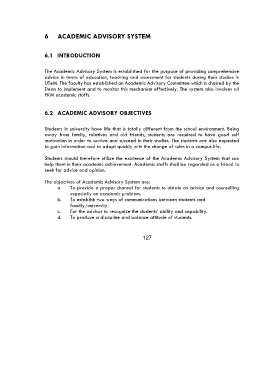 6 ACADEMIC ADVISORY SYSTEM
6.1 INTRODUCTION
The Academic Advisory System is established for the purpose of providing comprehensive
advice in terms of education, teaching and assessment for students during their studies in
UTeM. The faculty has established an Academic Advisory Committee which is chaired by the
Dean to implement and to monitor this mechanism effectively. The system also involves all
FKM academic staffs.
6.2 ACADEMIC ADVISORY OBJECTIVES
Students in university have life that is totally different from the school environment. Being
away from family, relatives and old friends, students are required to have good self
motivation in order to survive and succeed in their studies. The students are also expected
to gain information and to adapt quickly with the change of rules in a campus life.
Students should therefore utilize the existence of the Academic Advisory System that can
help them in their academic achievement. Academic staffs shall be regarded as a friend to
seek for advice and opinion.
The objectives of Academic Advisory System are:
a. To provide a proper channel for students to obtain an advice and counselling
especially on academic problem.
b. To establish two ways of communications between students and
faculty/university.
c. For the advisor to recognize the students' ability and capability.
d. To produce a discipline and balance attitude of students.
127